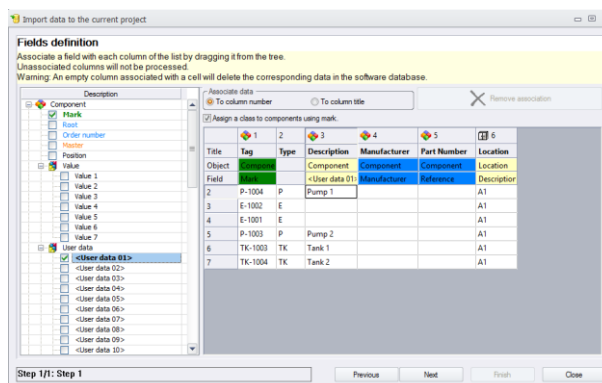 Import data to the current project
Fields definition
Associate a field with each column of the list by dragging it from the tree.
Unassociated columns will not be processed.
Warning: An empty column associated with a cell will delete the corresponding data in the software database.
Description
Component
Mark
Root
Order number
Master
Position
Value
Value 1
Value 2
Value 3
Value 4
Value 5
Value 6
Value 7
User data
<User data 01>
<User data 02>
<User data 03>
<User data 04>
<User data 05>
<User data 06>
<User data 07>
<User data 08>
<User data 09>
<User data 10>
Associate data
To column number To column title
Remove association
Assign a class to components using mark.
1 2 3 4 5 6
Title Tag Type Description Manufacturer Part Number Location
Object Compone Component Component Component Location
Field Mark <User data 01> Manufacturer Reference Description
2 P-1004 P Pump 1 A1
3 E-1002 E A1
4 E-1001 E A1
5 P-1003 P Pump 2 A1
6 TK-1003 TK Tank 1 A1
7 TK-1004 TK Tank 2 A1
Step 1/1: Step 1
Previous Next Finish Close